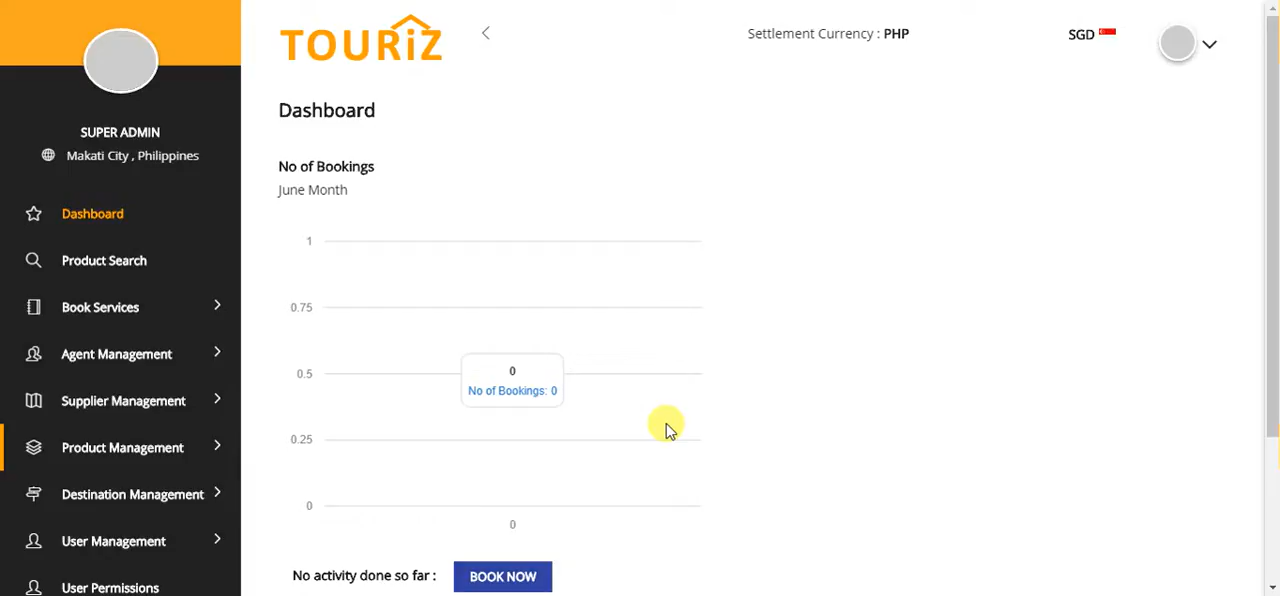 SUPER ADMIN
Makati City , Philippines
Dashboard
Product Search
Book Services
Agent Management
Supplier Management
Product Management
Destination Management
User Management
User Permissions
TOURiZ
Settlement Currency : PHP
SGD
Dashboard
No of Bookings
June Month
1
0.75
0.5
0.25
0
0
No of Bookings: 0
0
No activity done so far :
BOOK NOW